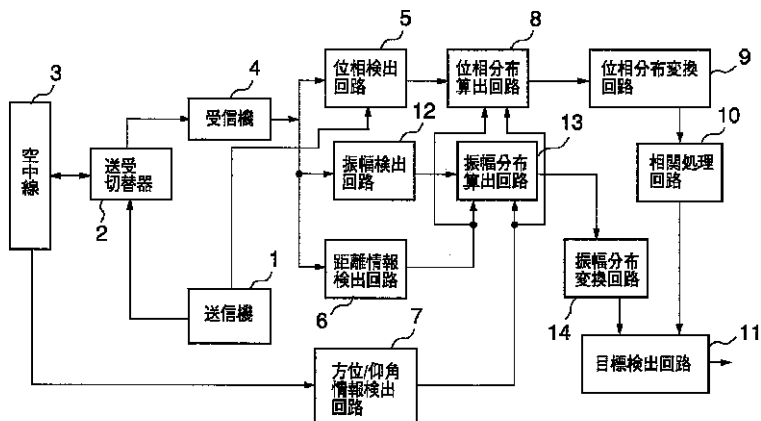 5
位相検出
回路
8
位相分布
算出回路
位相分布変換
回路
9
3
空中線
4
受信機
12
振幅検出
回路
13
振幅分布
算出回路
10
相関処理
回路
送受
切替器
2
1
送信機
距離情報
検出回路
6
振幅分布
変換回路
14
7
方位/仰角
情報検出
回路
11
目標検出回路